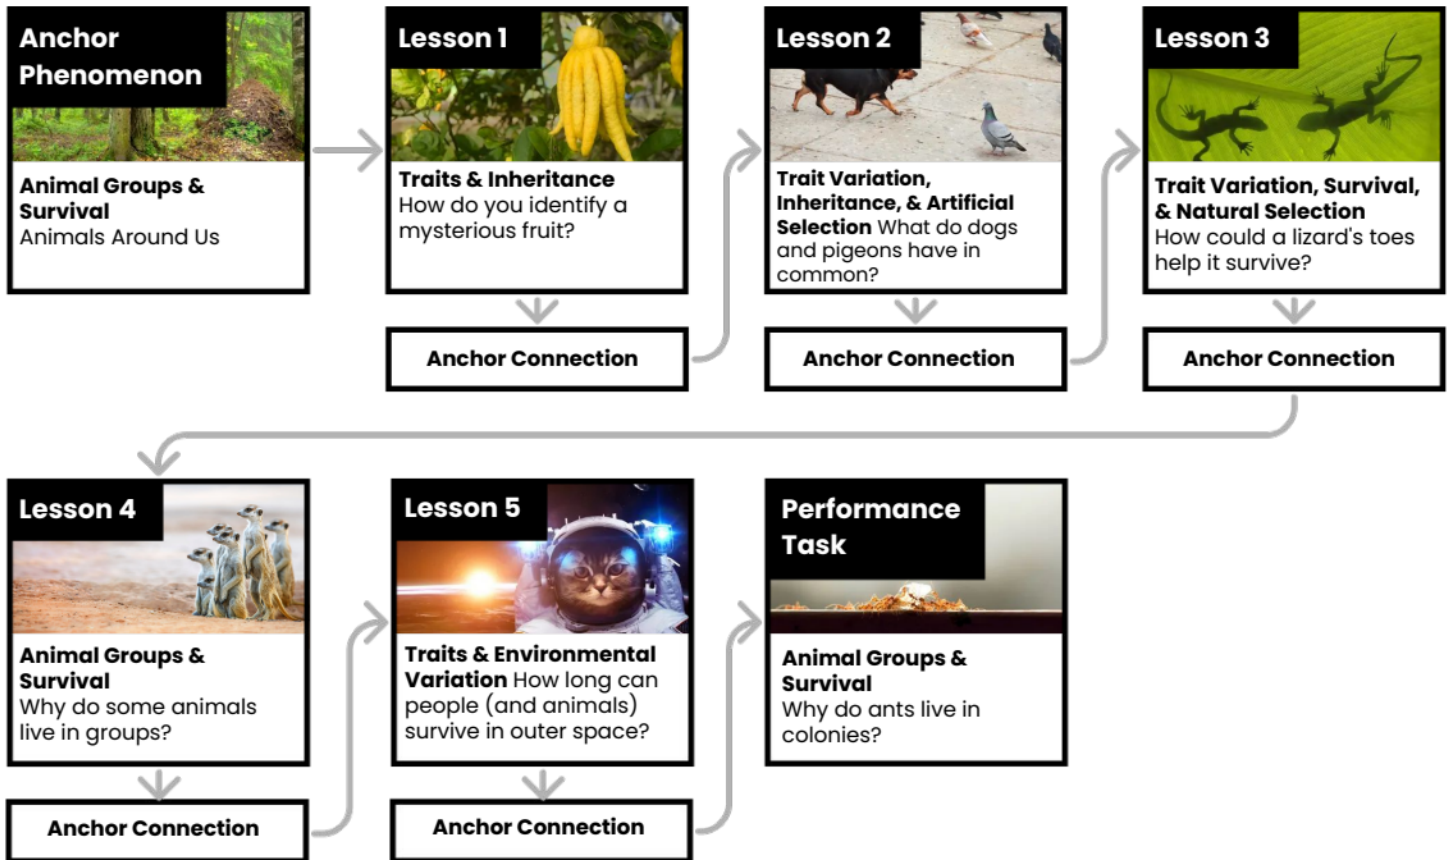 Anchor
Phenomenon
Animal Groups &
Survival
Animals Around Us
Lesson 1
Traits & Inheritance
How do you identify a
mysterious fruit?
Anchor Connection
Lesson 2
Trait Variation,
Inheritance, & Artificial
Selection What do dogs
and pigeons have in
common?
Anchor Connection
Lesson 3
Trait Variation, Survival,
& Natural Selection
How could a lizard's toes
help it survive?
Anchor Connection
Lesson 4
Animal Groups &
Survival
Why do some animals
live in groups?
Anchor Connection
Lesson 5
Traits & Environmental
Variation How long can
people (and animals)
survive in outer space?
Anchor Connection
Performance
Task
Animal Groups &
Survival
Why do ants live in
colonies?